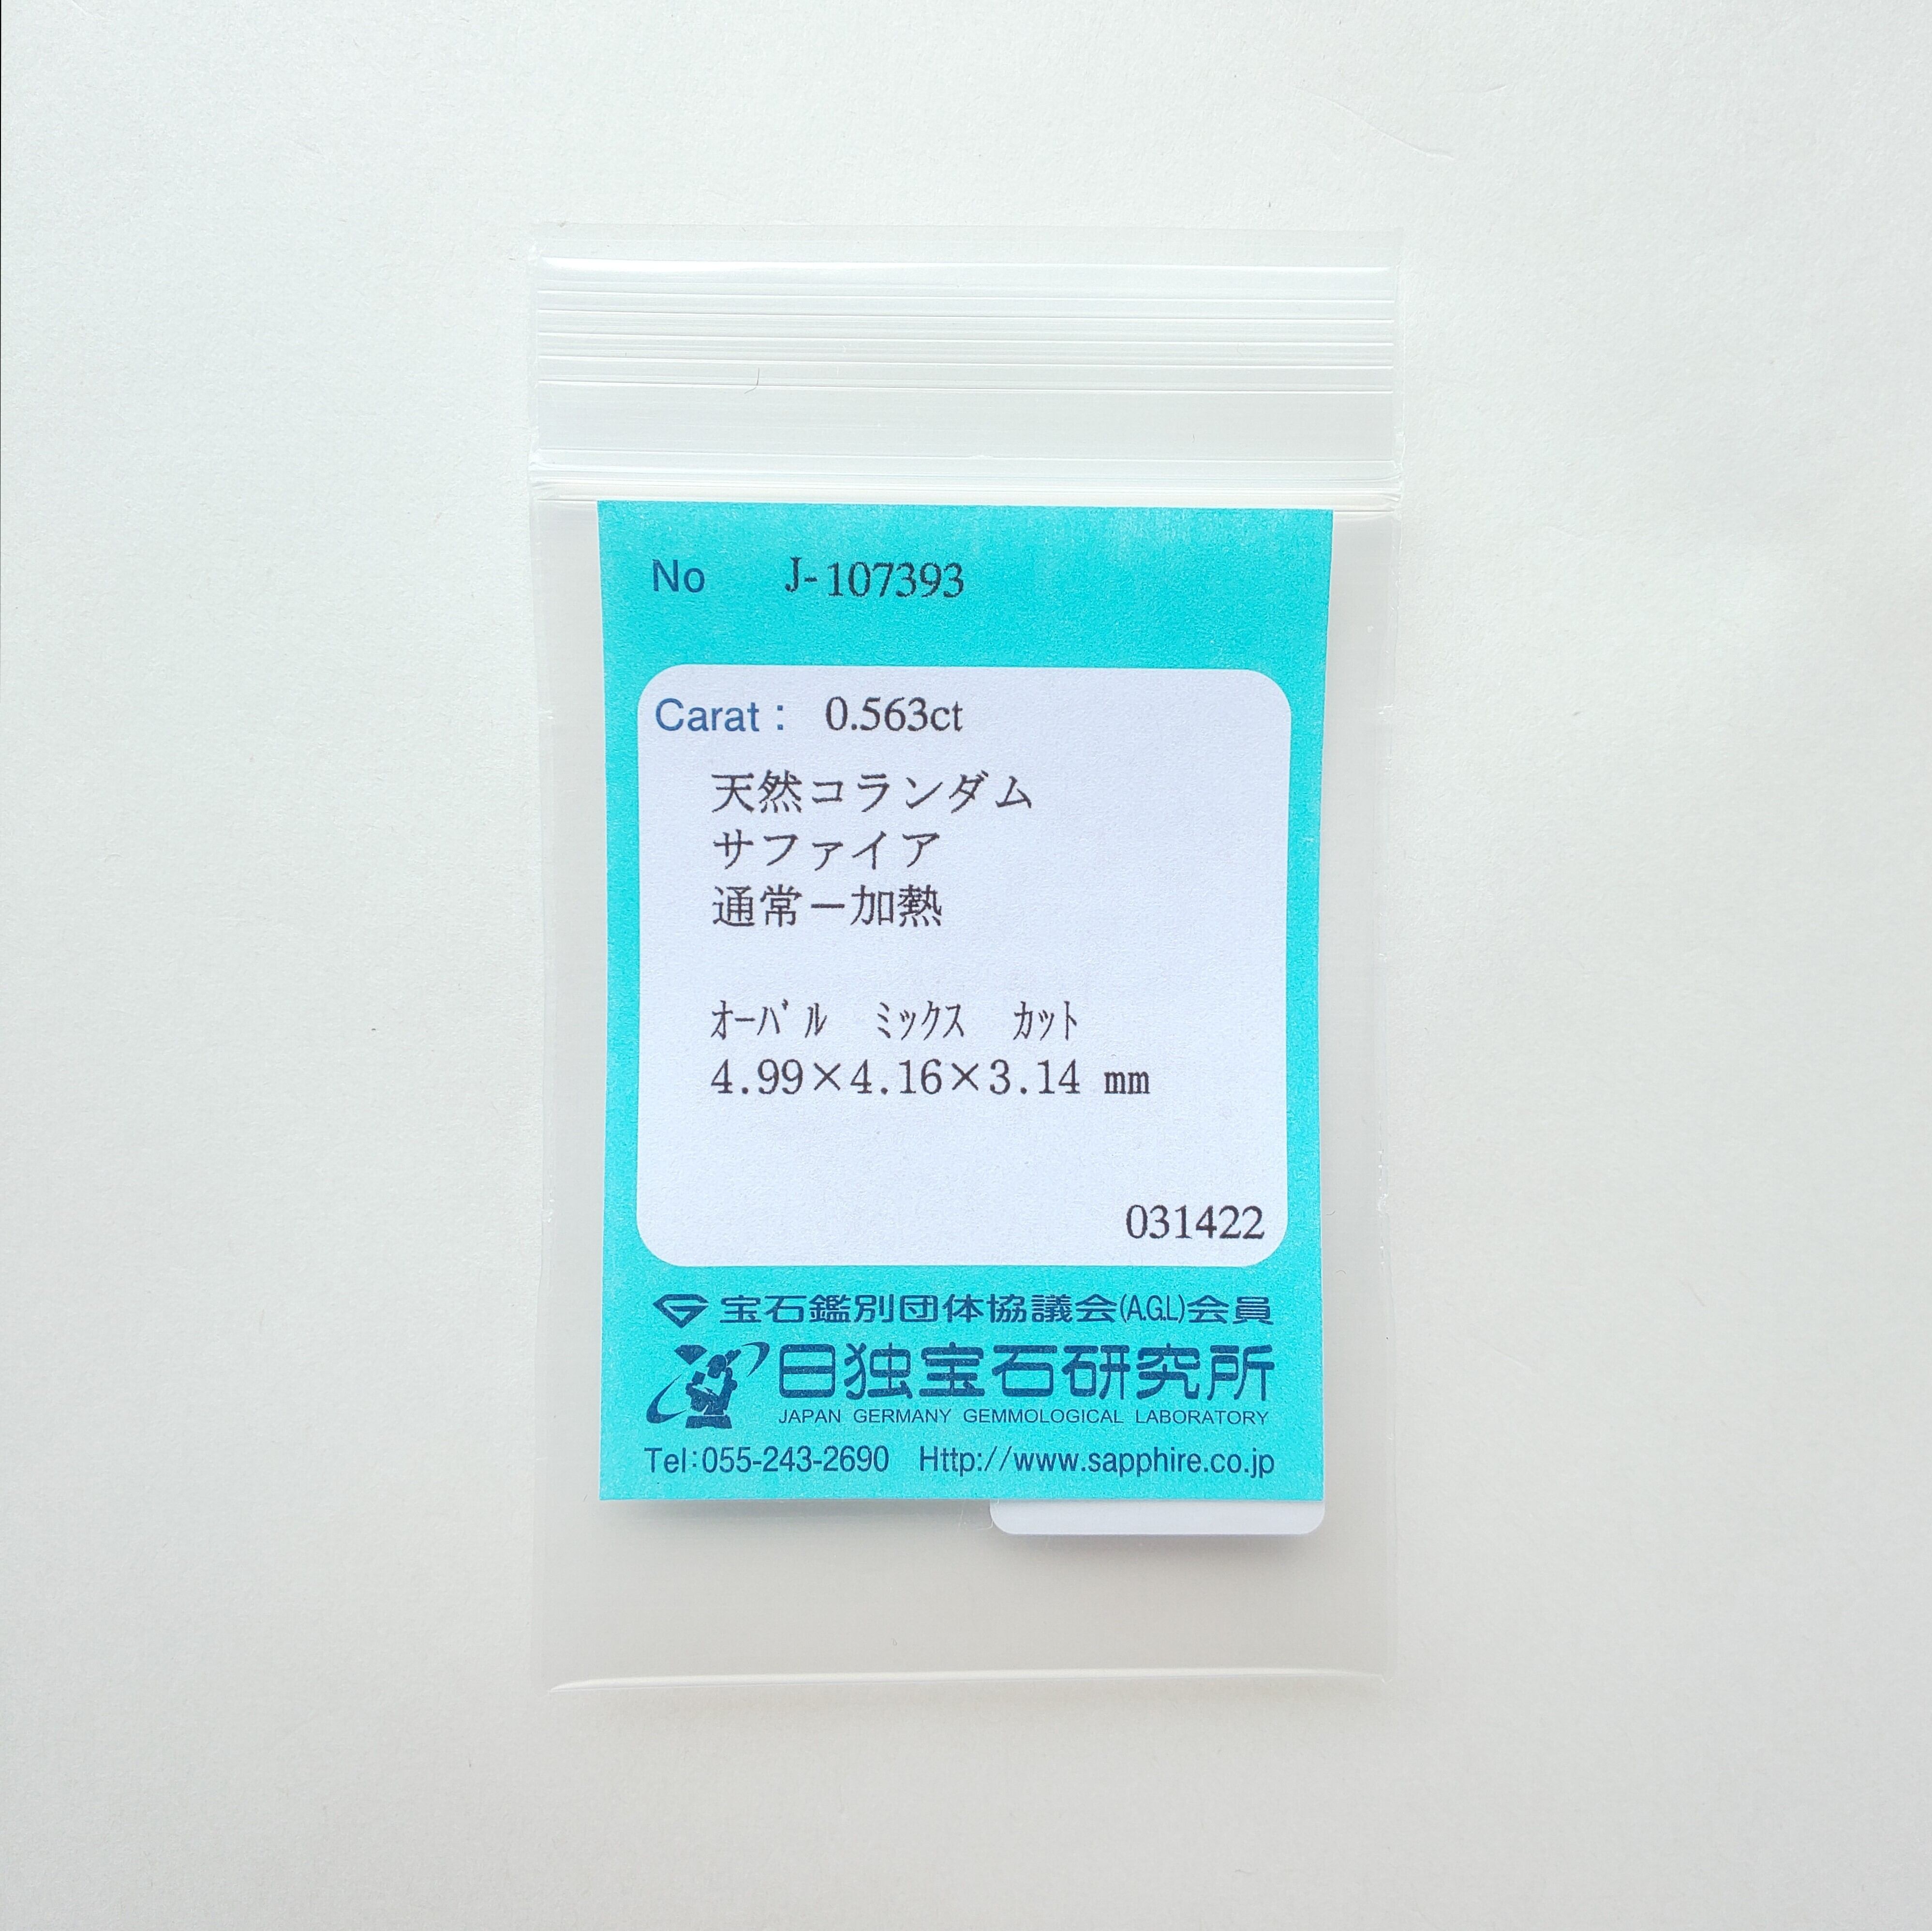 No J-107393
Carat： 0.563ct
天然コランダム
サファイア
通常－加熱
ｵｰﾊﾞﾙ ﾐｯｸｽ ｶｯﾄ
4.99×4.16×3.14 mm
031422
宝石鑑別団体協議会(A.G.L)会員
日独宝石研究所
JAPAN GERMANY GEMMOLOGICAL LABORATORY
Tel:055-243-2690 Http://www.sapphire.co.jp